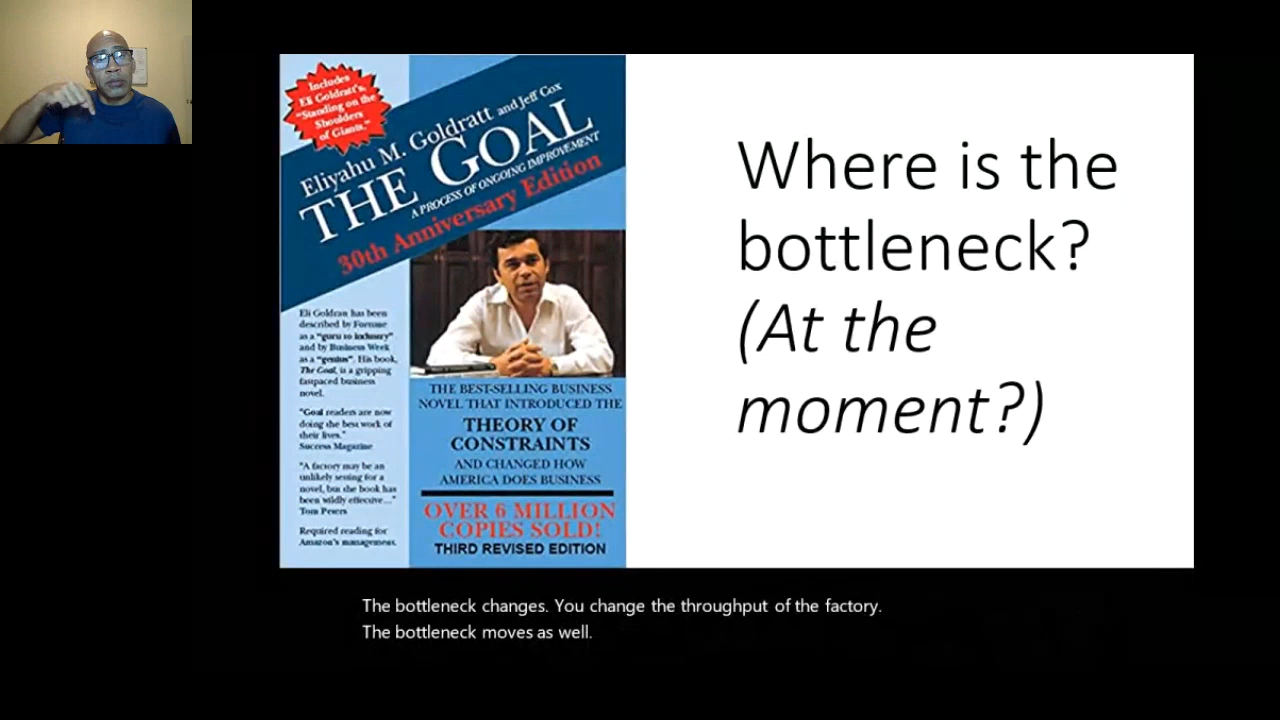 Includes
Eli Goldratt's
"Standing on the
Shoulders
of Giants."
Eliyahu M. Goldratt and Jeff Cox
THE GOAL
A PROCESS OF ONGOING IMPROVEMENT
30th Anniversary Edition
Eli Goldratt has been
described by Fortune
as a "guru to industry"
and by Business Week
as a "genius". His book,
The Goal, is a gripping
fastpaced business
novel.
"Goal readers are now
doing the best work of
their lives."
Success Magazine
"A factory may be an
unlikely setting for a
novel, but the book has
been wildly effective..."
Tom Peters
Required reading for
Amazon's management.
THE BEST-SELLING BUSINESS
NOVEL THAT INTRODUCED THE
THEORY OF
CONSTRAINTS
AND CHANGED HOW
AMERICA DOES BUSINESS
OVER 6 MILLION
COPIES SOLD!
THIRD REVISED EDITION
Where is the
bottleneck?
(At the
moment?)
The bottleneck changes. You change the throughput of the factory.
The bottleneck moves as well.